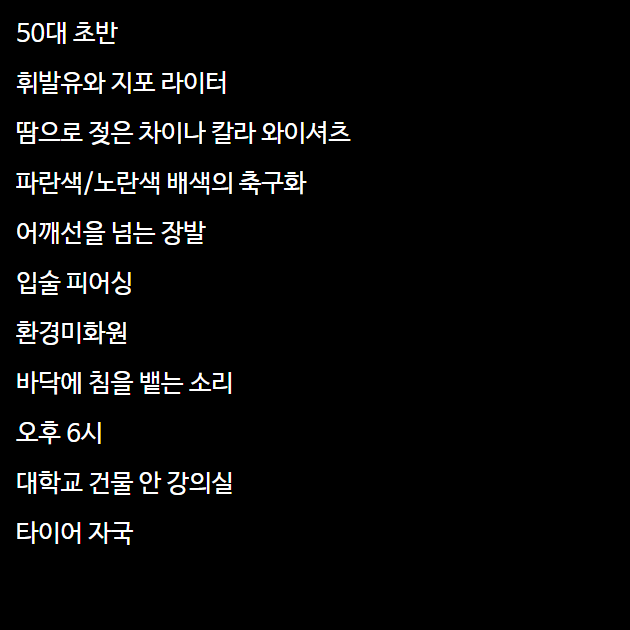 50대 초반
휘발유와 지포 라이터
땀으로 젖은 차이나 칼라 와이셔츠
파란색/노란색 배색의 축구화
어깨선을 넘는 장발
입술 피어싱
환경미화원
바닥에 침을 뱉는 소리
오후 6시
대학교 건물 안 강의실
타이어 자국